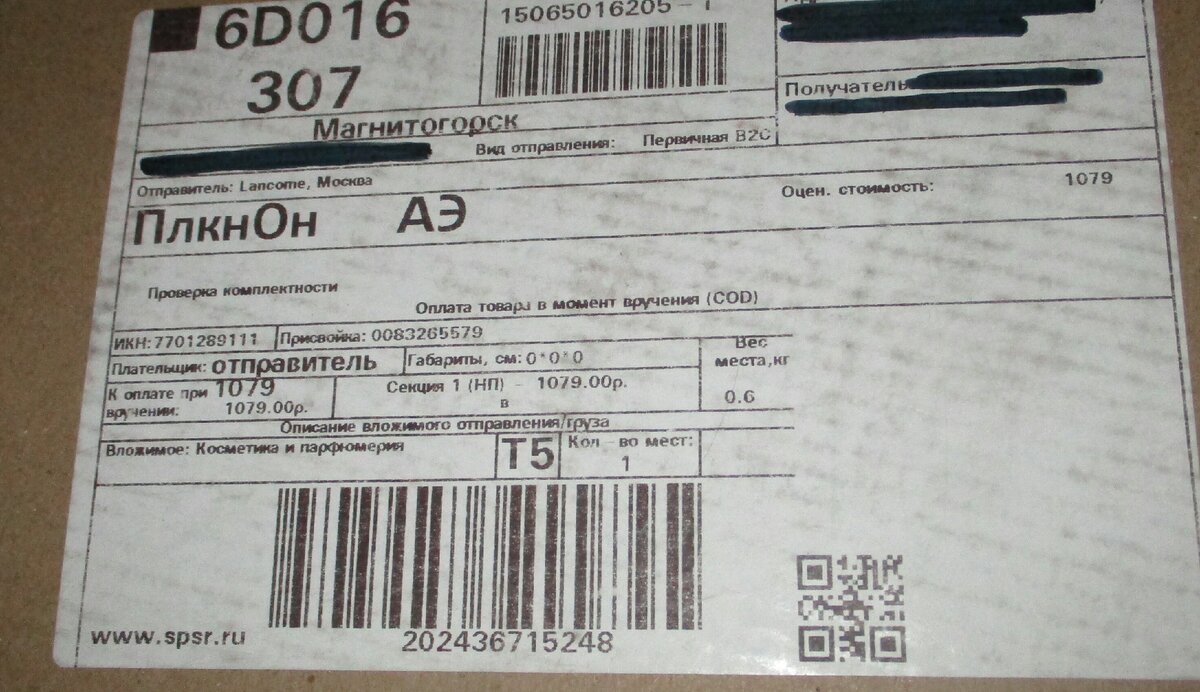 6D016
307
15065016205 - 1
Получатель
Магнитогорск
Вид отправления: Первичная B2C
Отправитель: Lancome, Москва
Оцен. стоимость: 1079
ПлкнОн АЭ
Проверка комплектности
Оплата товара в момент вручения (COD)
ИКН: 7701289111 Присвойка: 0083265579
Плательщик: отправитель Габариты, см: 0*0*0
Вес
места,кг
0.6
К оплате при 1079
вручении: 1079.00р.
Секция 1 (НП) - 1079.00р.
в
Описание вложимого отправления/груза
Вложимое: Косметика и парфюмерия
T5
Кол - во мест:
1
www.spsr.ru
202436715248